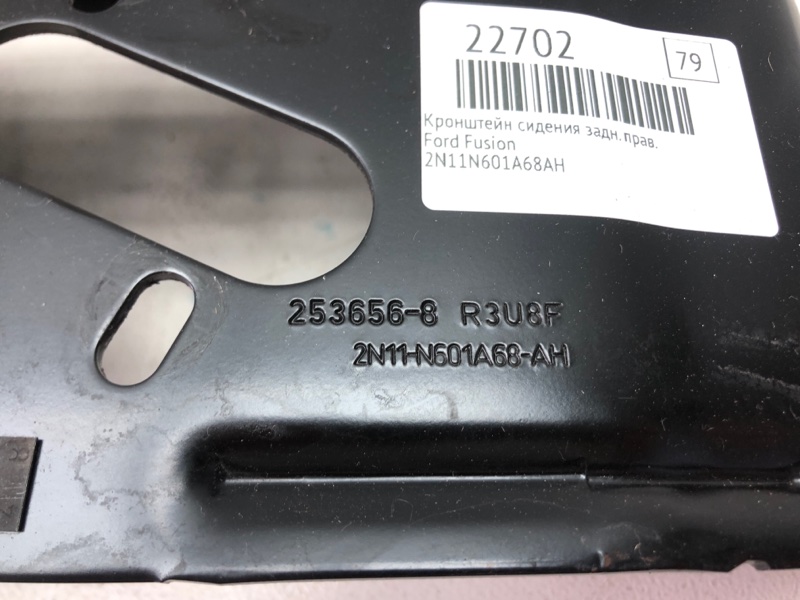 22702
79
Кронштейн сидения задн.прав.
Ford Fusion
2N11N601A68AH
253656-8 R3U8F
2N11-N601A68-AH